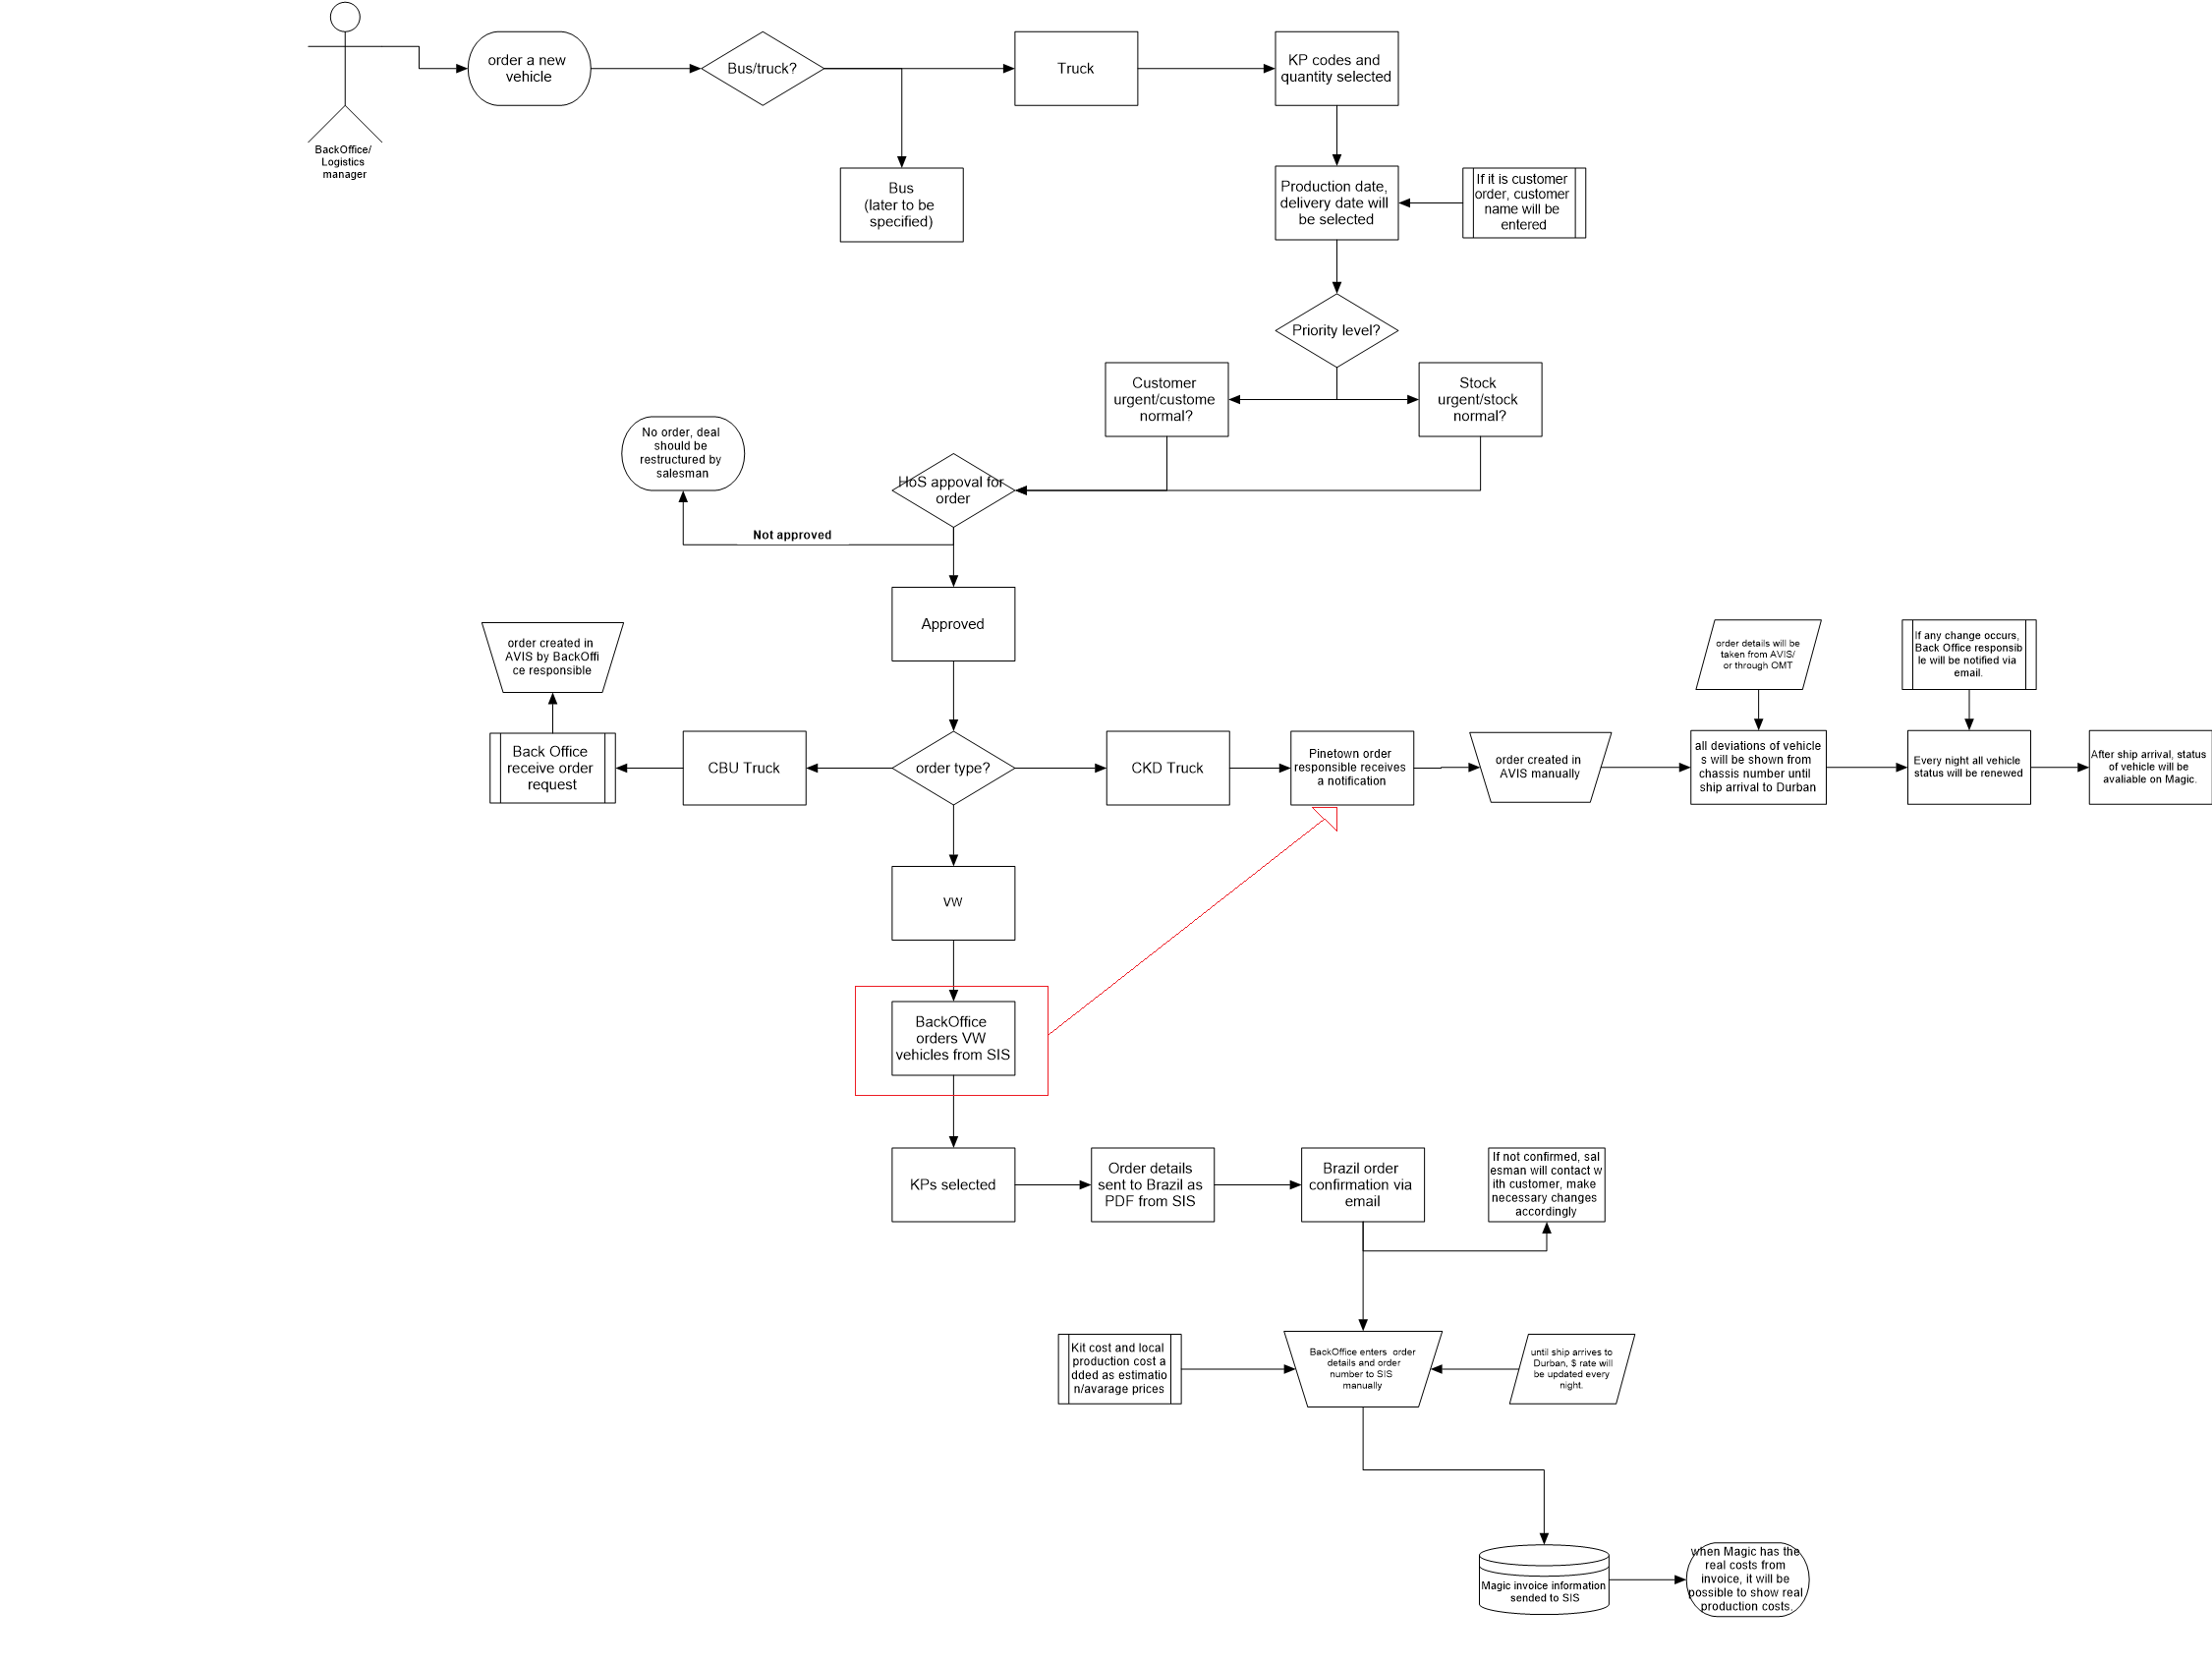 order a new
vehicle
Bus/truck?
Truck
KP codes and
quantity selected
BackOffice/
Logistics
manager
Bus
(later to be
specified)
Production date,
delivery date will
be selected
If it is customer
order, customer
name will be
entered
Priority level?
Customer
urgent/custome
normal?
Stock
urgent/stock
normal?
No order, deal
should be
restructured by
salesman
HoS appoval for
order
Not approved
Approved
order created in
AVIS by BackOffi
ce responsible
order details will be
taken from AVIS/
or through OMT
If any change occurs,
Back Office responsib
le will be notified via
email.
Back Office
receive order
request
CBU Truck
order type?
CKD Truck
Pinetown order
responsible receives
a notification
order created in
AVIS manually
all deviations of vehicle
s will be shown from
chassis number until
ship arrival to Durban
Every night all vehicle
status will be renewed
After ship arrival, status
of vehicle will be
avaliable on Magic.
VW
BackOffice
orders VW
vehicles from SIS
KPs selected
Order details
sent to Brazil as
PDF from SIS
Brazil order
confirmation via
email
If not confirmed, sal
esman will contact w
ith customer, make
necessary changes
accordingly
Kit cost and local
production cost a
dded as estimatio
n/avarage prices
BackOffice enters order
details and order
number to SIS
manually
until ship arrives to
Durban, $ rate will
be updated every
night.
Magic invoice information
sended to SIS
when Magic has the
real costs from
invoice, it will be
possible to show real
production costs.